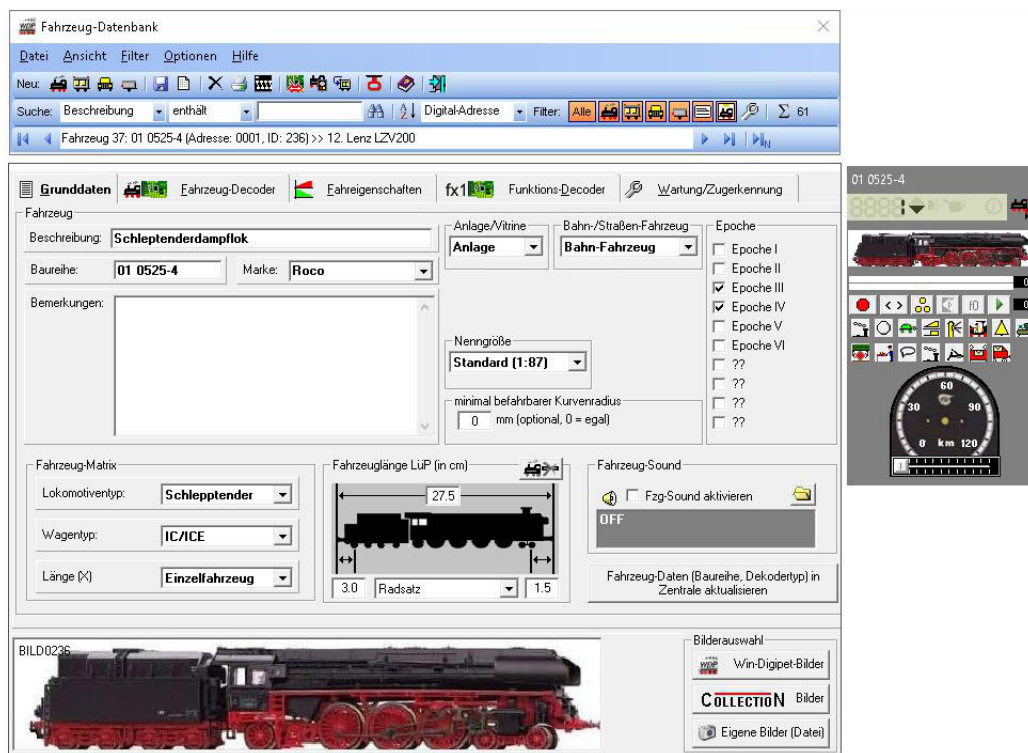 WDP Fahrzeug-Datenbank
Datei Ansicht Filter Optionen Hilfe
Neu:
Suche: Beschreibung enthält Digital-Adresse Filter: Alle Σ 61
Fahrzeug 37: 01 0525-4 (Adresse: 0001, ID: 236) >> 12. Lenz LZV200
Grunddaten Fahrzeug-Decoder Fahreigenschaften fx1 Funktions-Decoder Wartung/Zugerkennung
Fahrzeug
Beschreibung: Schleptenderdampflok
Baureihe: 01 0525-4 Marke: Roco
Bemerkungen:
Anlage/Vitrine
Anlage
Bahn-/Straßen-Fahrzeug
Bahn-Fahrzeug
Nenngröße
Standard (1:87)
minimal befahrbarer Kurvenradius
0 mm (optional, 0 = egal)
Epoche
Epoche I
Epoche II
Epoche III
Epoche IV
Epoche V
Epoche VI
??
??
??
??
Fahrzeug-Matrix
Lokomotiventyp: Schlepptender
Wagentyp: IC/ICE
Länge (X) Einzelfahrzeug
Fahrzeuglänge LüP (in cm)
27.5
3.0 Radsatz 1.5
Fahrzeug-Sound
Fzg-Sound aktivieren
OFF
Fahrzeug-Daten (Baureihe, Dekodertyp) in
Zentrale aktualisieren
BILD0236
Bilderauswahl
WDP Win-Digipet-Bilder
COLLECTION Bilder
Eigene Bilder (Datei)
01 0525-4
f0
30 60 90
0 km 120